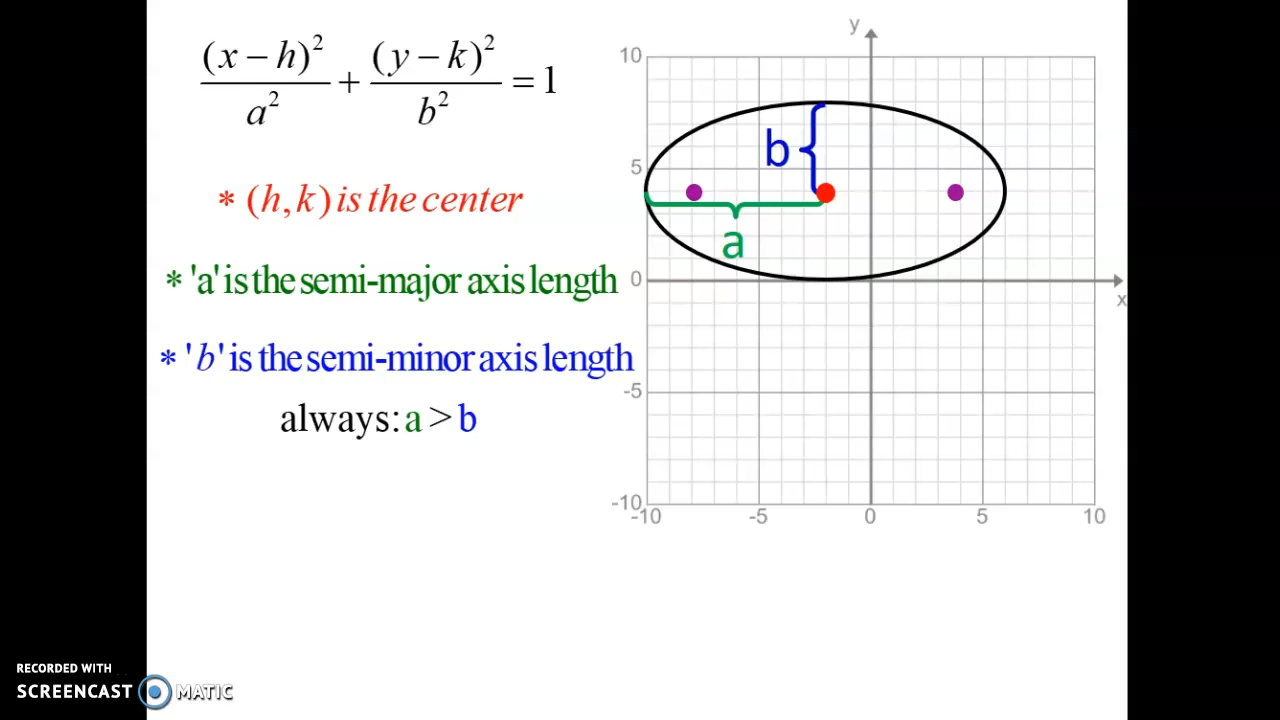 (x − h)² / a² + (y − k)² / b² = 1
* (h, k) is the center
* 'a' is the semi-major axis length
* 'b' is the semi-minor axis length
always: a > b
y
10
5
0
-5
-10
-10 -5 0 5 10
x
b
a
RECORDED WITH
SCREENCAST MATIC